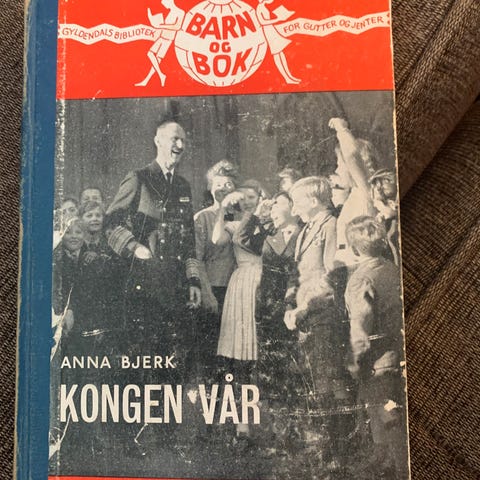 GYLDENDALS BIBLIOTEK
BARN
OG
BOK
FOR GUTTER OG JENTER
ANNA BJERK
KONGEN VÅR